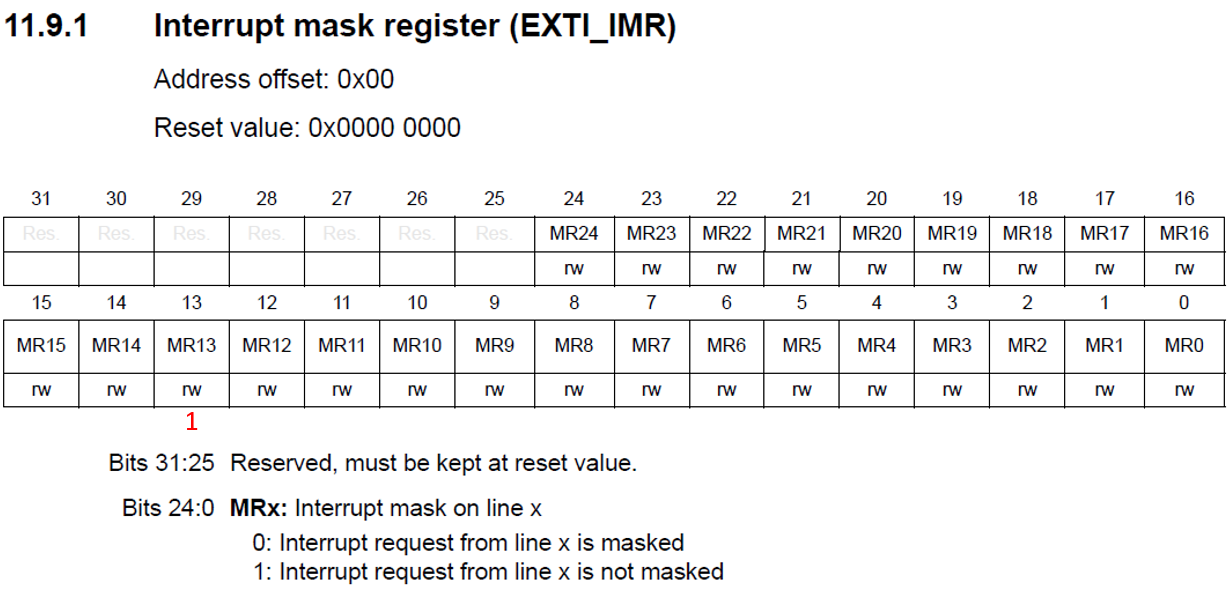 11.9.1 Interrupt mask register (EXTI_IMR)
Address offset: 0x00
Reset value: 0x0000 0000
31 30 29 28 27 26 25 24 23 22 21 20 19 18 17 16
Res. Res. Res. Res. Res. Res. Res. MR24 MR23 MR22 MR21 MR20 MR19 MR18 MR17 MR16
rw rw rw rw rw rw rw rw rw
15 14 13 12 11 10 9 8 7 6 5 4 3 2 1 0
MR15 MR14 MR13 MR12 MR11 MR10 MR9 MR8 MR7 MR6 MR5 MR4 MR3 MR2 MR1 MR0
rw rw rw rw rw rw rw rw rw rw rw rw rw rw rw rw
1
Bits 31:25 Reserved, must be kept at reset value.
Bits 24:0 MRx: Interrupt mask on line x
0: Interrupt request from line x is masked
1: Interrupt request from line x is not masked